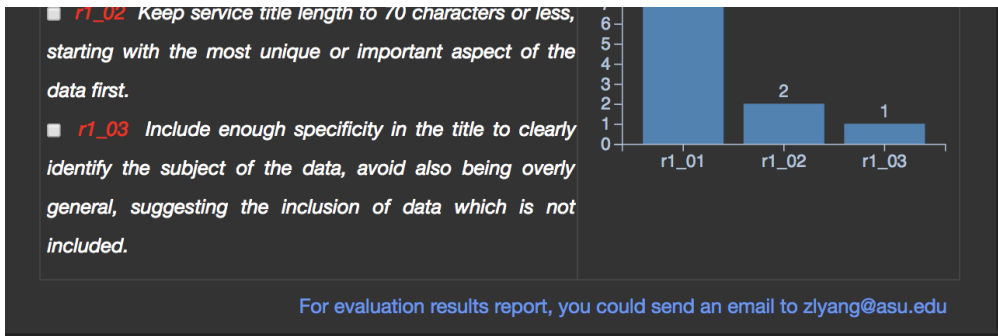 r1_02 Keep service title length to 70 characters or less,
starting with the most unique or important aspect of the
data first.
r1_03 Include enough specificity in the title to clearly
identify the subject of the data, avoid also being overly
general, suggesting the inclusion of data which is not
included.
7
6
5
4
3
2
1
0
2
1
r1_01
r1_02
r1_03
For evaluation results report, you could send an email to zlyang@asu.edu